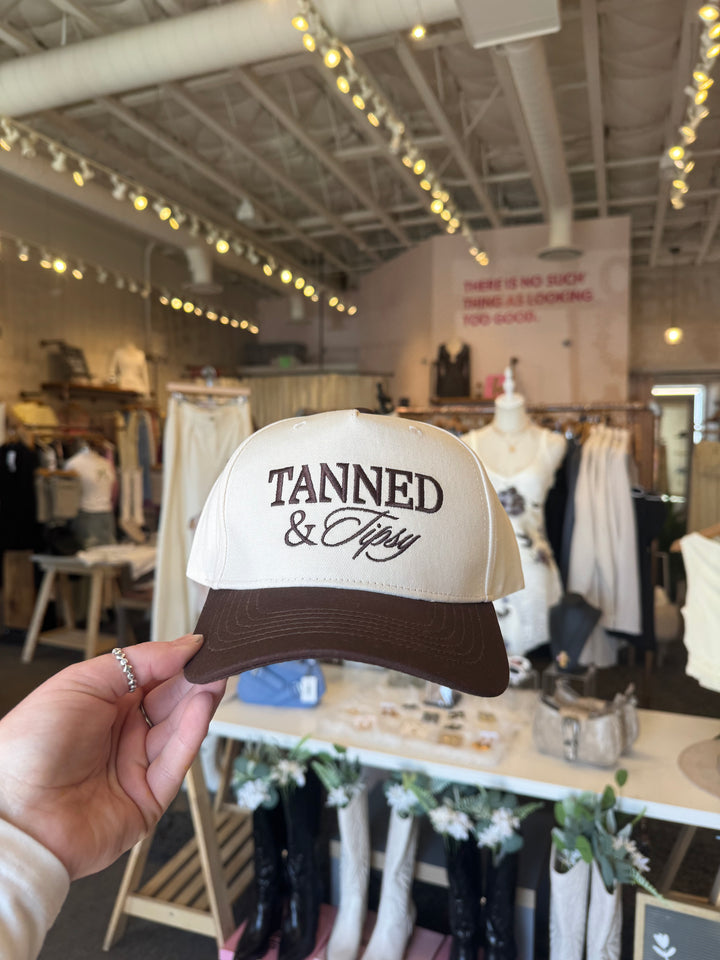 THERE IS NO SUCH
THING AS LOOKING
TOO GOOD.
TANNED
& Tipsy